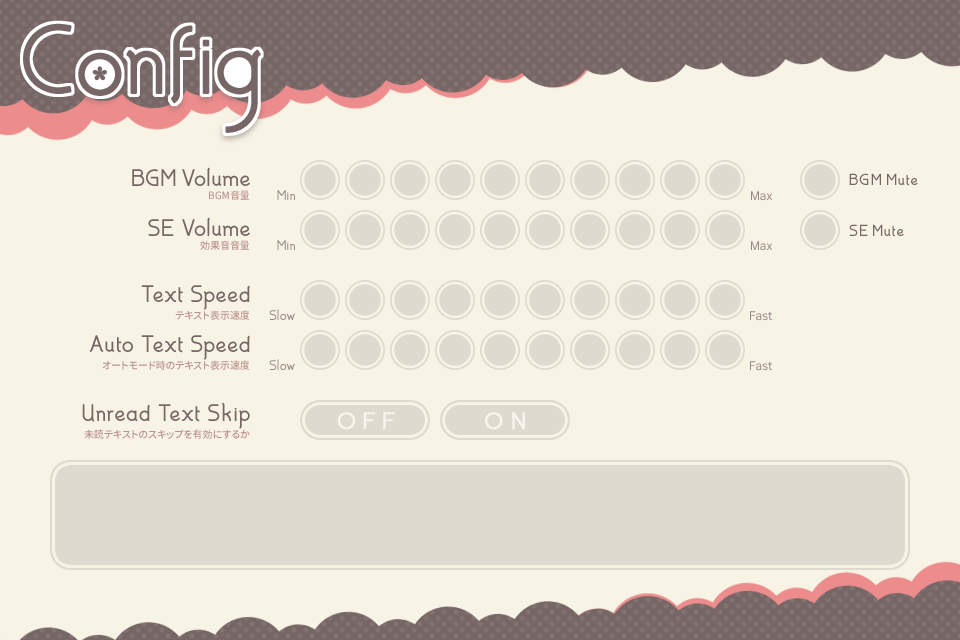 Config
BGM Volume
BGM音量
Min
Max
BGM Mute
SE Volume
効果音音量
Min
Max
SE Mute
Text Speed
テキスト表示速度
Slow
Fast
Auto Text Speed
オートモード時のテキスト表示速度
Slow
Fast
Unread Text Skip
未読テキストのスキップを有効にするか
OFF
ON